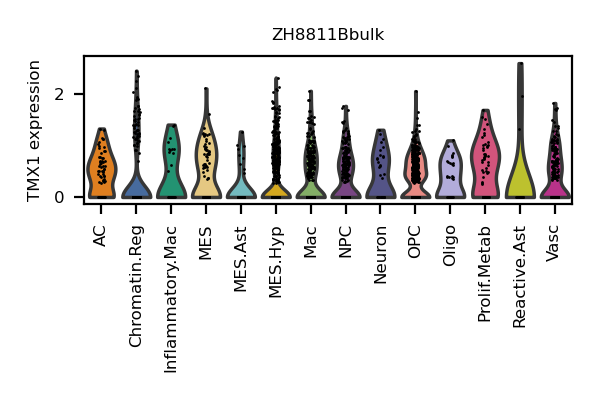 ZH8811Bbulk
TMX1 expression
2
0
AC
Chromatin.Reg
Inflammatory.Mac
MES
MES.Ast
MES.Hyp
Mac
NPC
Neuron
OPC
Oligo
Prolif.Metab
Reactive.Ast
Vasc